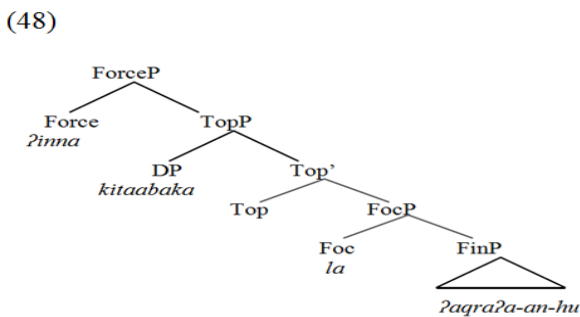 (48)
ForceP
Force TopP
ʔinna
DP Top’
kitaabaka
Top FocP
Foc FinP
la
ʔaqraʔa-an-hu